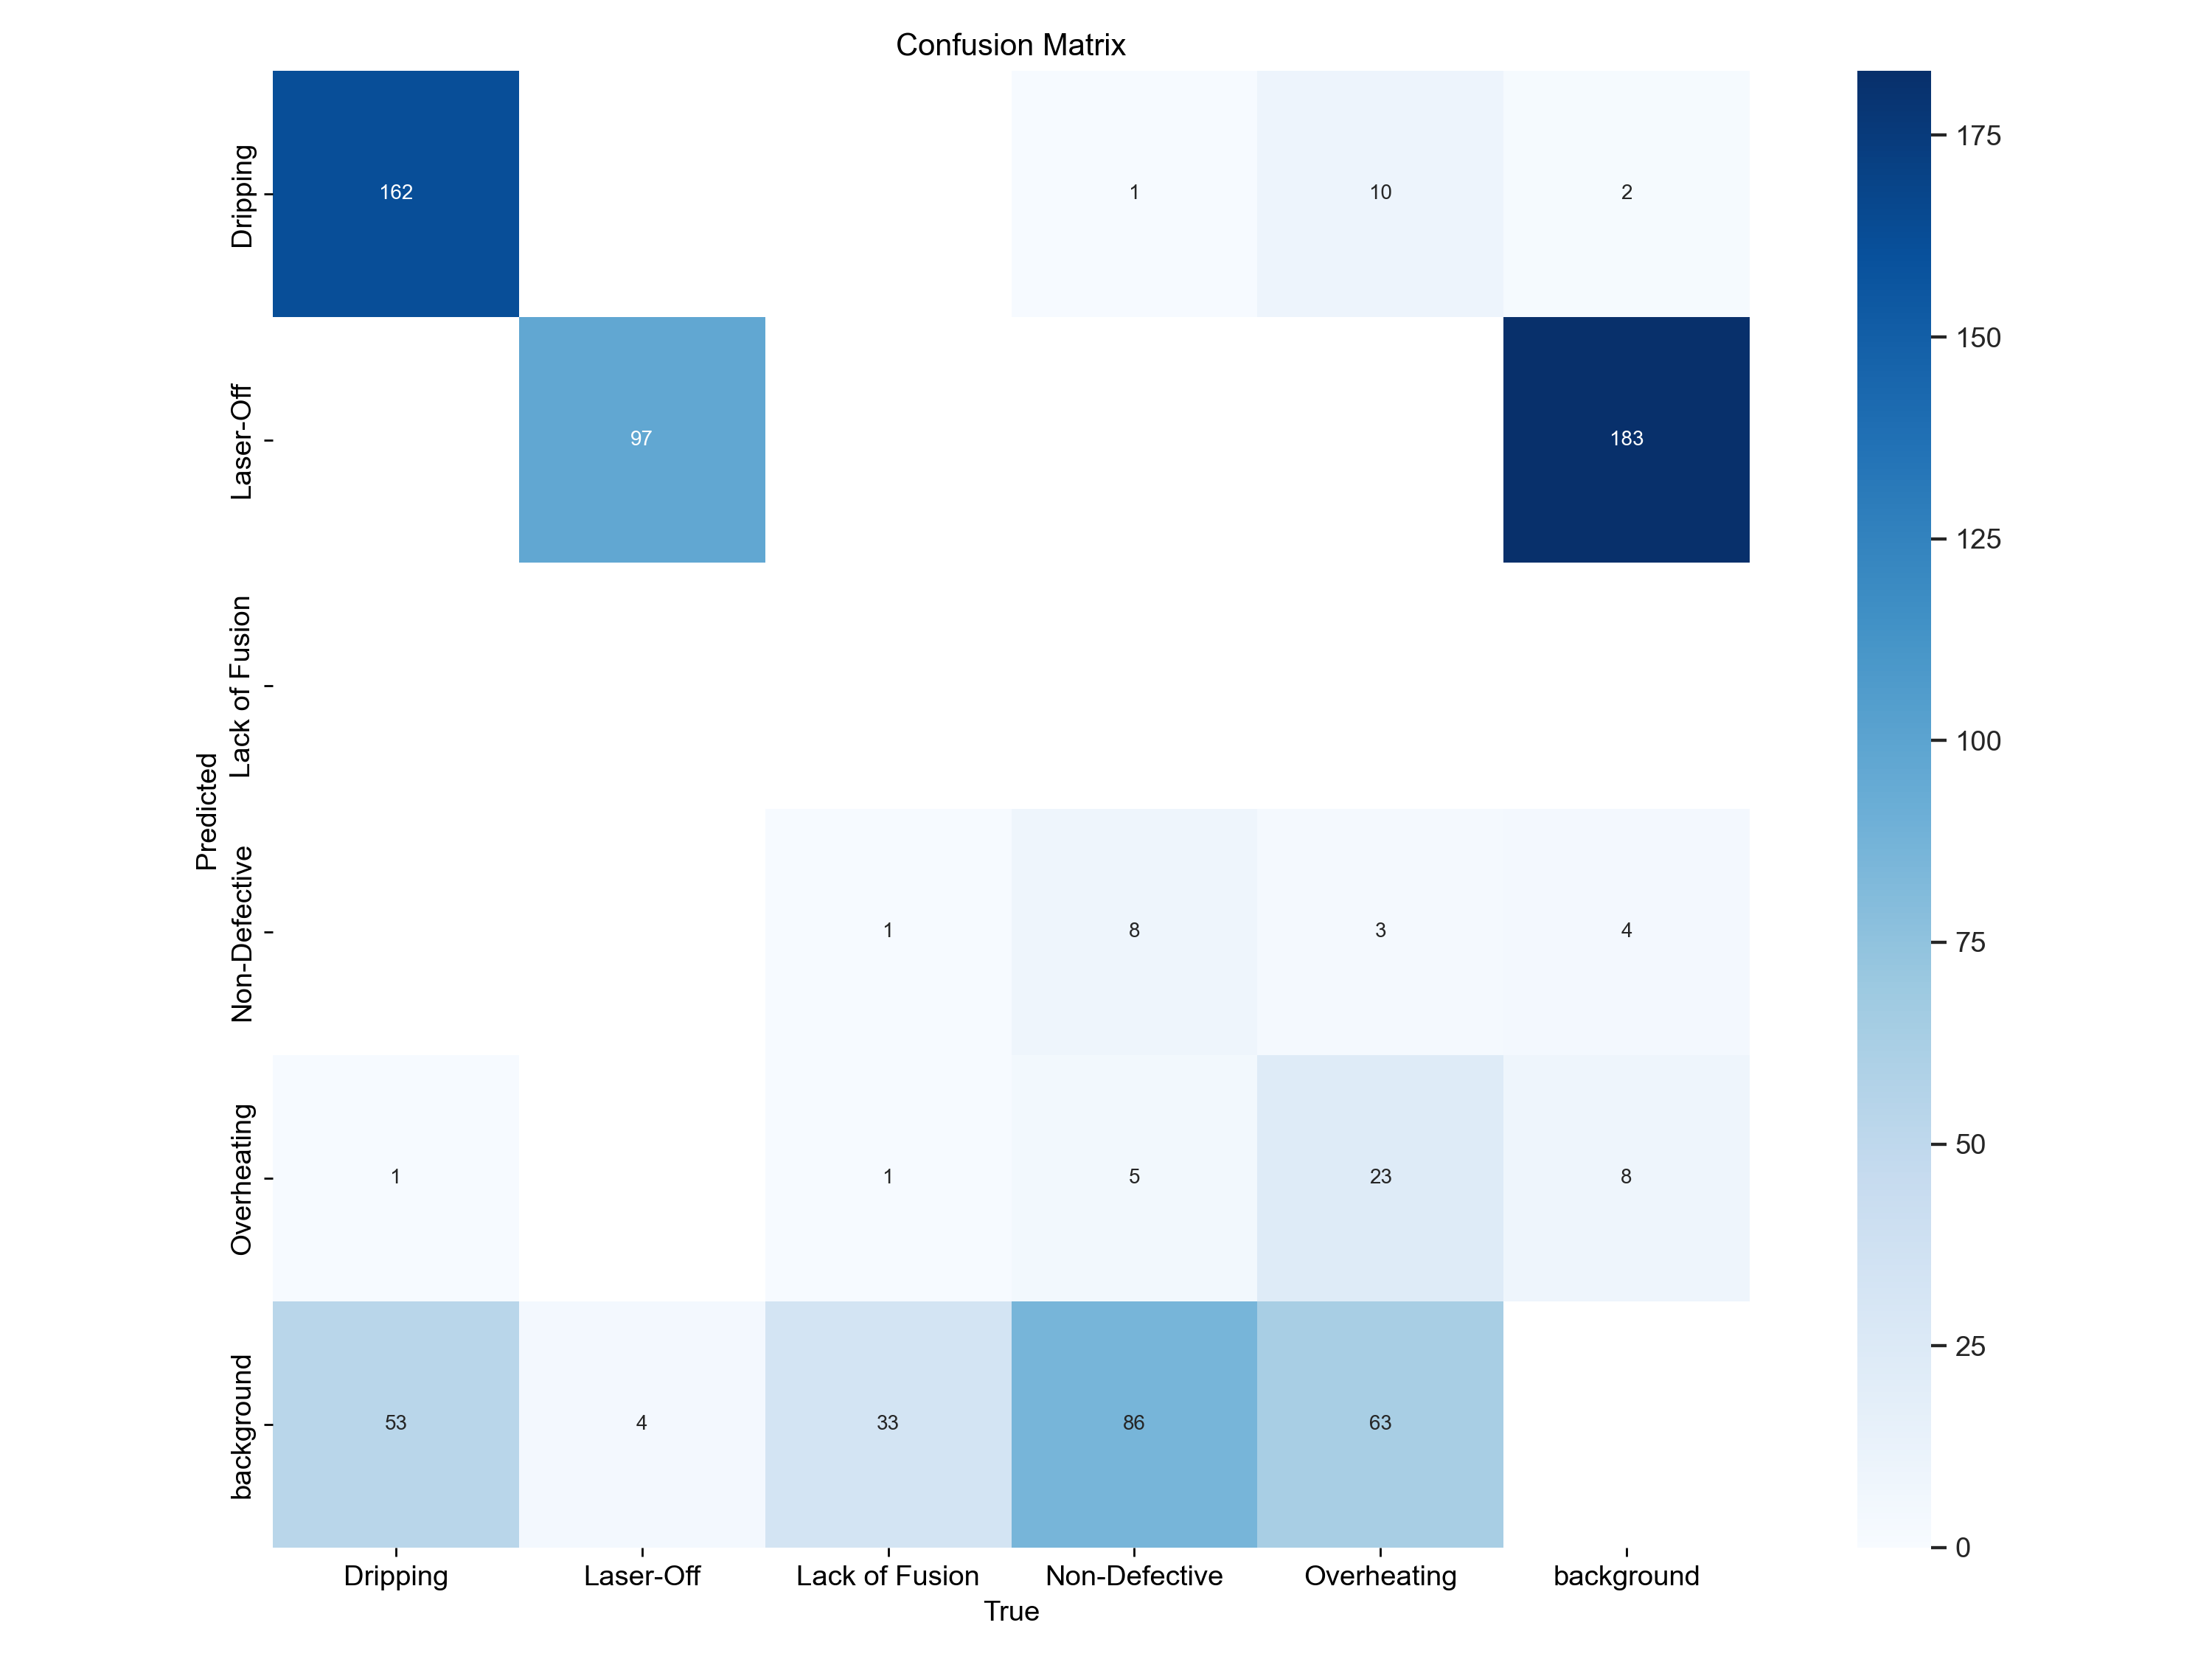 Confusion Matrix
Predicted
Dripping
162
1
10
2
Laser-Off
97
183
Lack of Fusion
Non-Defective
1
8
3
4
Overheating
1
1
5
23
8
background
53
4
33
86
63
Dripping
Laser-Off
Lack of Fusion
Non-Defective
Overheating
background
True
175
150
125
100
75
50
25
0